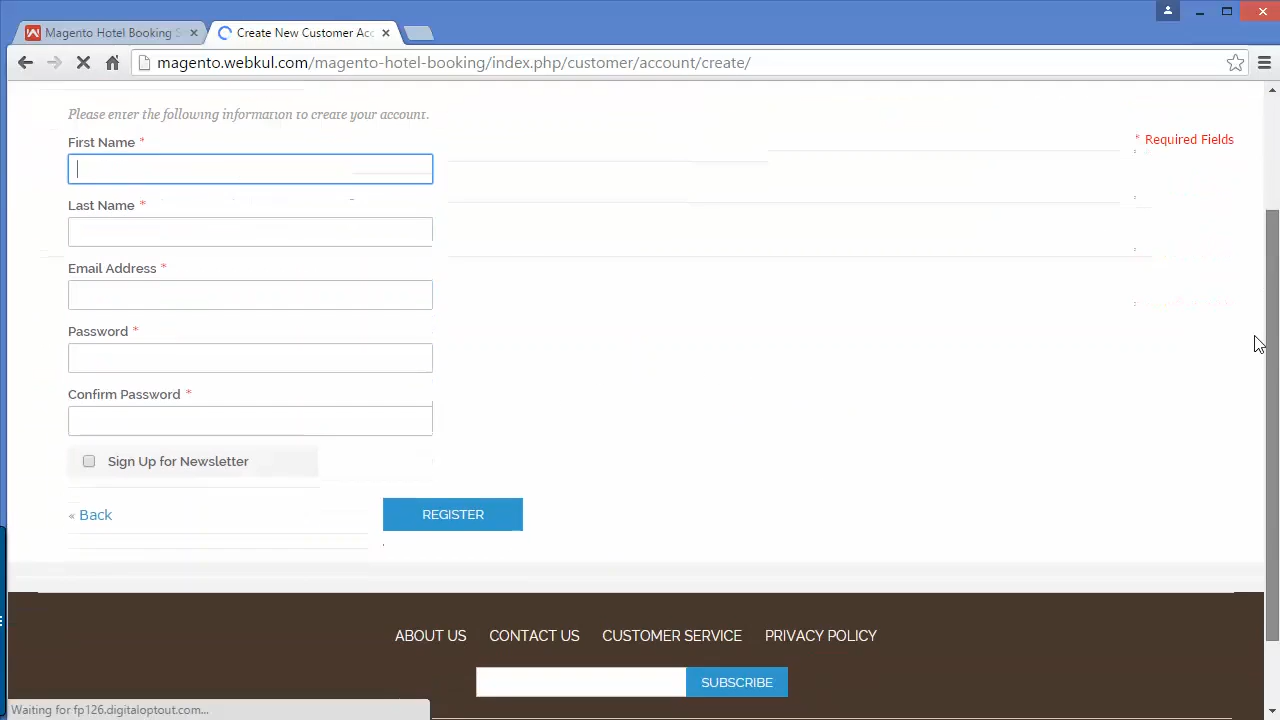 Magento Hotel Booking S
Create New Customer Acc
magento.webkul.com/magento-hotel-booking/index.php/customer/account/create/
Please enter the following information to create your account.
* Required Fields
First Name *
Last Name *
Email Address *
Password *
Confirm Password *
Sign Up for Newsletter
« Back
REGISTER
ABOUT US CONTACT US CUSTOMER SERVICE PRIVACY POLICY
SUBSCRIBE
Waiting for fp126.digitaloptout.com...